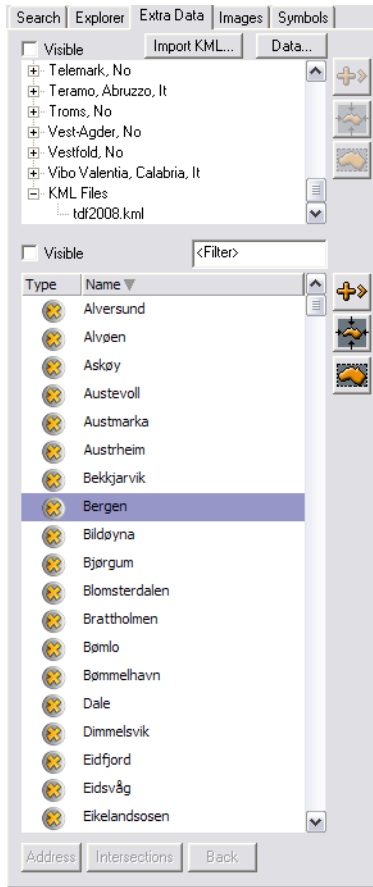 Search Explorer Extra Data Images Symbols
Visible Import KML... Data...
Telemark, No
Teramo, Abruzzo, It
Troms, No
Vest-Agder, No
Vestfold, No
Vibo Valentia, Calabria, It
KML Files
tdf2008.kml
Visible <Filter>
Type Name
Alversund
Alvøen
Askøy
Austevoll
Austmarka
Austrheim
Bekkjarvik
Bergen
Bildøyna
Bjørgum
Blomsterdalen
Brattholmen
Bømlo
Bømmelhavn
Dale
Dimmelsvik
Eidfjord
Eidsvåg
Eikelandsosen
Address Intersections Back